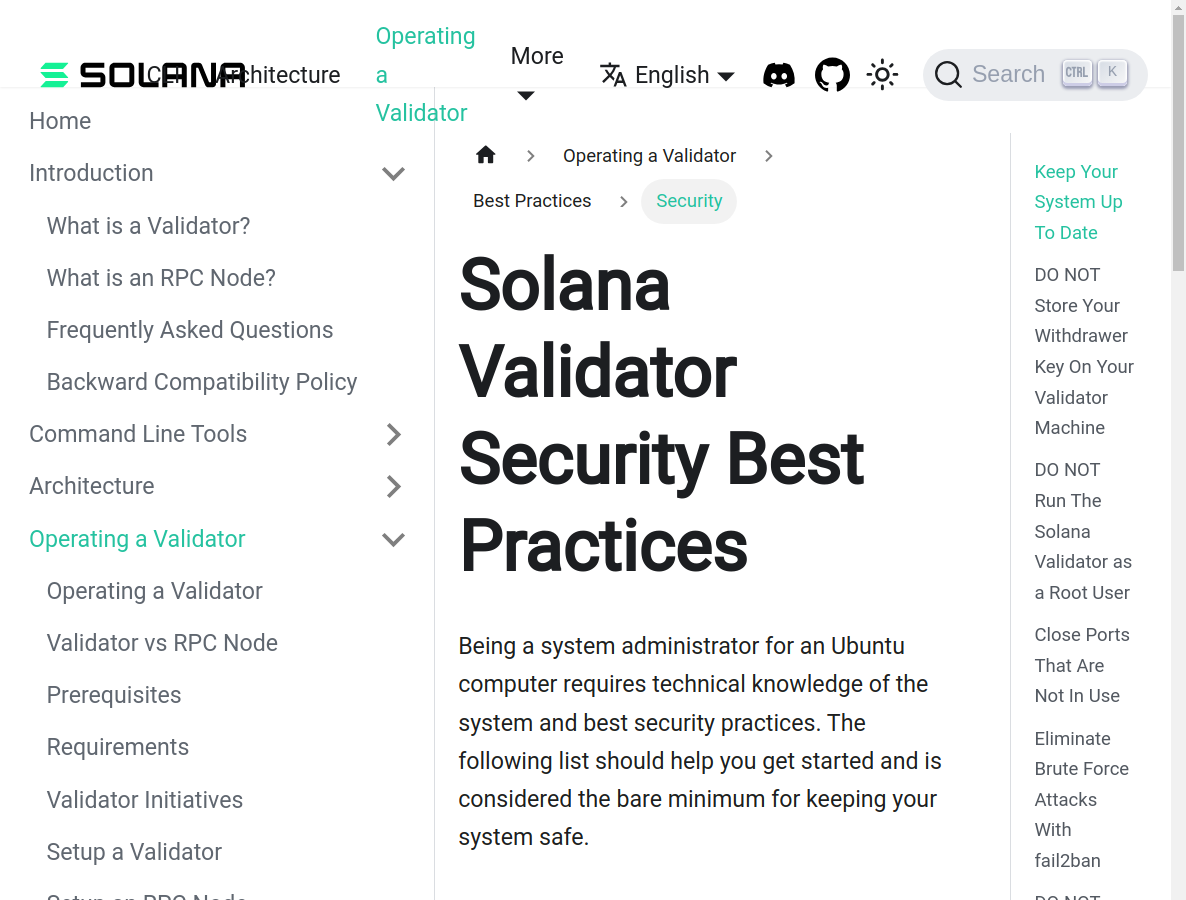 SOLANA
CLI
Architecture
Operating
a
Validator
More
English
Search
CTRL
K
Home
Introduction
What is a Validator?
What is an RPC Node?
Frequently Asked Questions
Backward Compatibility Policy
Command Line Tools
Architecture
Operating a Validator
Operating a Validator
Validator vs RPC Node
Prerequisites
Requirements
Validator Initiatives
Setup a Validator
Setup an RPC Node
Operating a Validator
Best Practices
Security
Solana
Validator
Security Best
Practices
Being a system administrator for an Ubuntu
computer requires technical knowledge of the
system and best security practices. The
following list should help you get started and is
considered the bare minimum for keeping your
system safe.
Keep Your
System Up
To Date
DO NOT
Store Your
Withdrawer
Key On Your
Validator
Machine
DO NOT
Run The
Solana
Validator as
a Root User
Close Ports
That Are
Not In Use
Eliminate
Brute Force
Attacks
With
fail2ban
DO NOT